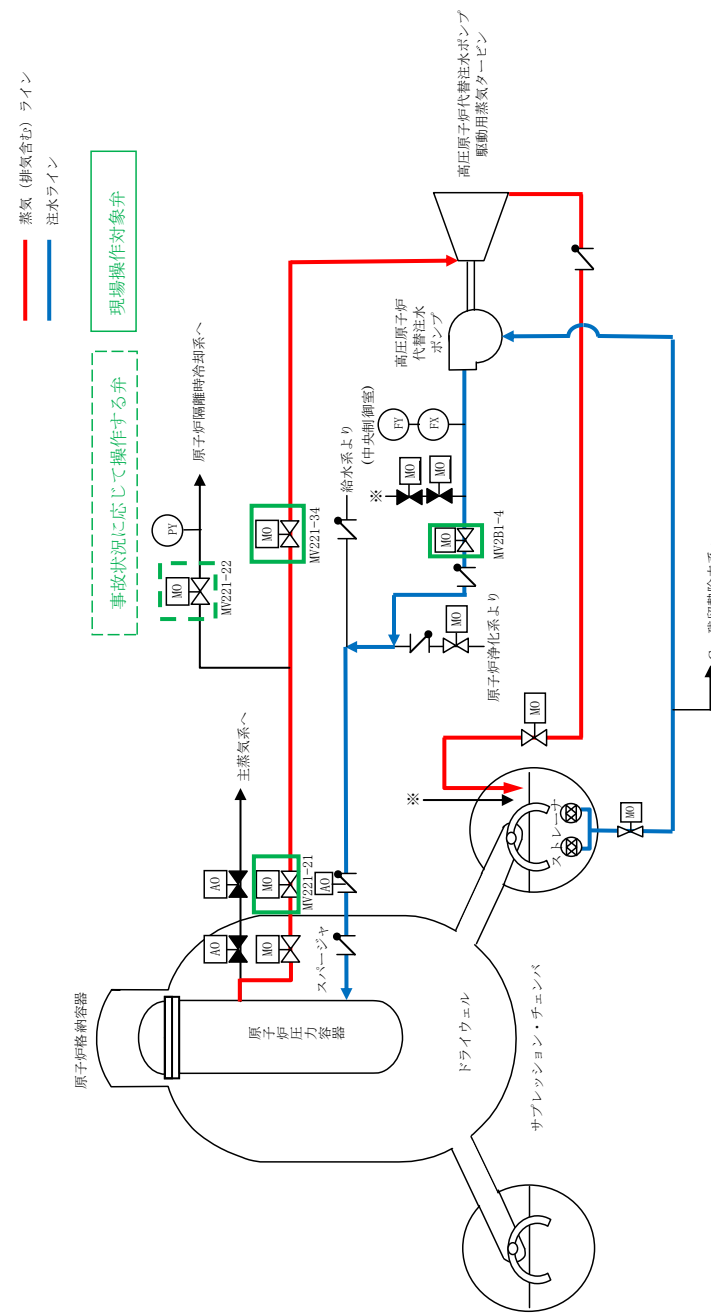 蒸気（排気含む）ライン
注水ライン
現場操作対象弁
事故状況に応じて操作する弁
原子炉隔離時冷却系へ
PY
MO
MV221-22
主蒸気系へ
AO
AO
MO
MO
MV221-21
MO
MV221-34
高圧原子炉代替注水ポンプ
駆動用蒸気タービン
高圧原子炉
代替注水
ポンプ
給水系より
(中央制御室)
FY
FX
※
MO
MO
MO
MV2B1-4
MO
原子炉浄化系より
AO
スパージャ
原子炉格納容器
原子炉
圧力
容器
ドライウェル
サプレッション・チェンバ
※
MO
ストレーナ
MO